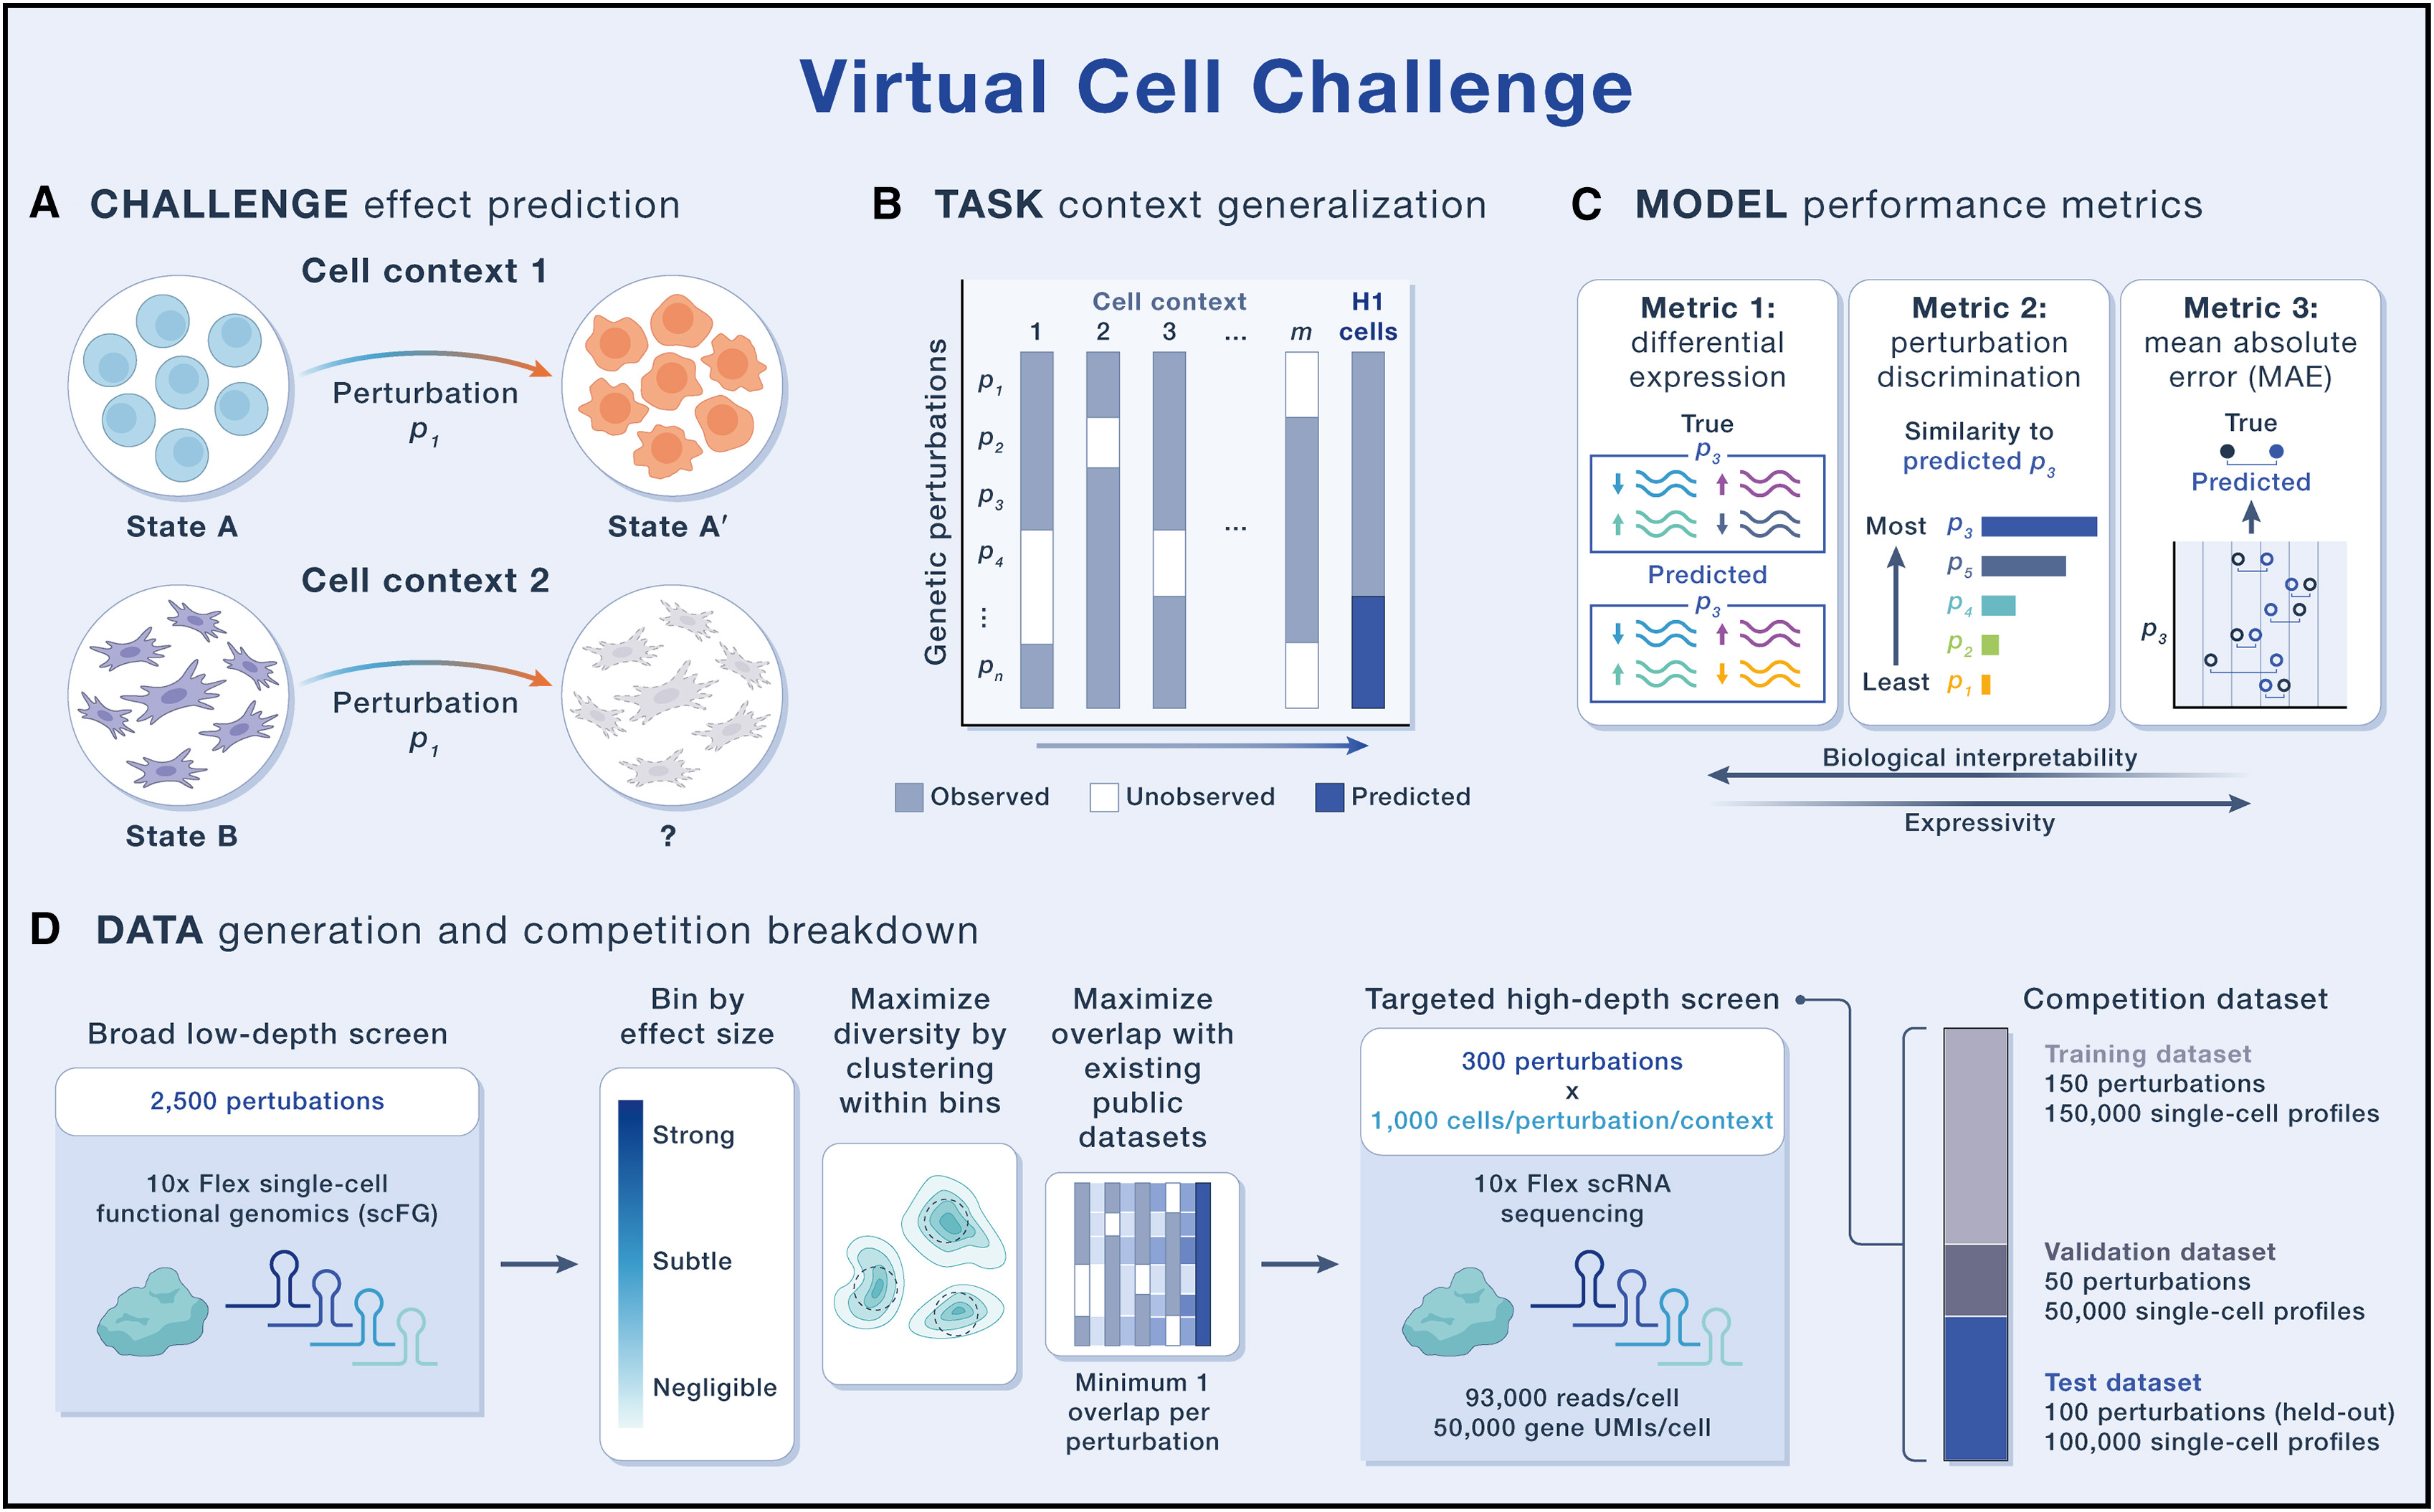 Virtual Cell Challenge
A CHALLENGE effect prediction
Cell context 1
Perturbation
p1
State A
State A′
Cell context 2
Perturbation
p1
State B
?
B TASK context generalization
Cell context
H1
cells
1 2 3 ... m
Genetic perturbations
p1
p2
p3
...
p4
⋮
pn
Observed
Unobserved
Predicted
C MODEL performance metrics
Metric 1:
differential
expression
True
p3
Predicted
p3
Metric 2:
perturbation
discrimination
Similarity to
predicted p3
Most
Least
p3
p5
p4
p2
p1
Metric 3:
mean absolute
error (MAE)
True
Predicted
p3
Biological interpretability
Expressivity
D DATA generation and competition breakdown
Broad low-depth screen
2,500 pertubations
10x Flex single-cell
functional genomics (scFG)
Bin by
effect size
Strong
Subtle
Negligible
Maximize
diversity by
clustering
within bins
Maximize
overlap with
existing
public
datasets
Minimum 1
overlap per
perturbation
Targeted high-depth screen
300 perturbations
x
1,000 cells/perturbation/context
10x Flex scRNA
sequencing
93,000 reads/cell
50,000 gene UMIs/cell
Competition dataset
Training dataset
150 perturbations
150,000 single-cell profiles
Validation dataset
50 perturbations
50,000 single-cell profiles
Test dataset
100 perturbations (held-out)
100,000 single-cell profiles